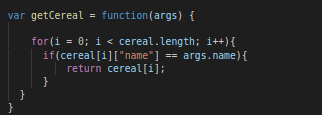 var getCereal = function(args) {
for(i = 0; i < cereal.length; i++){
if(cereal[i]["name"] == args.name){
return cereal[i];
}
}
}